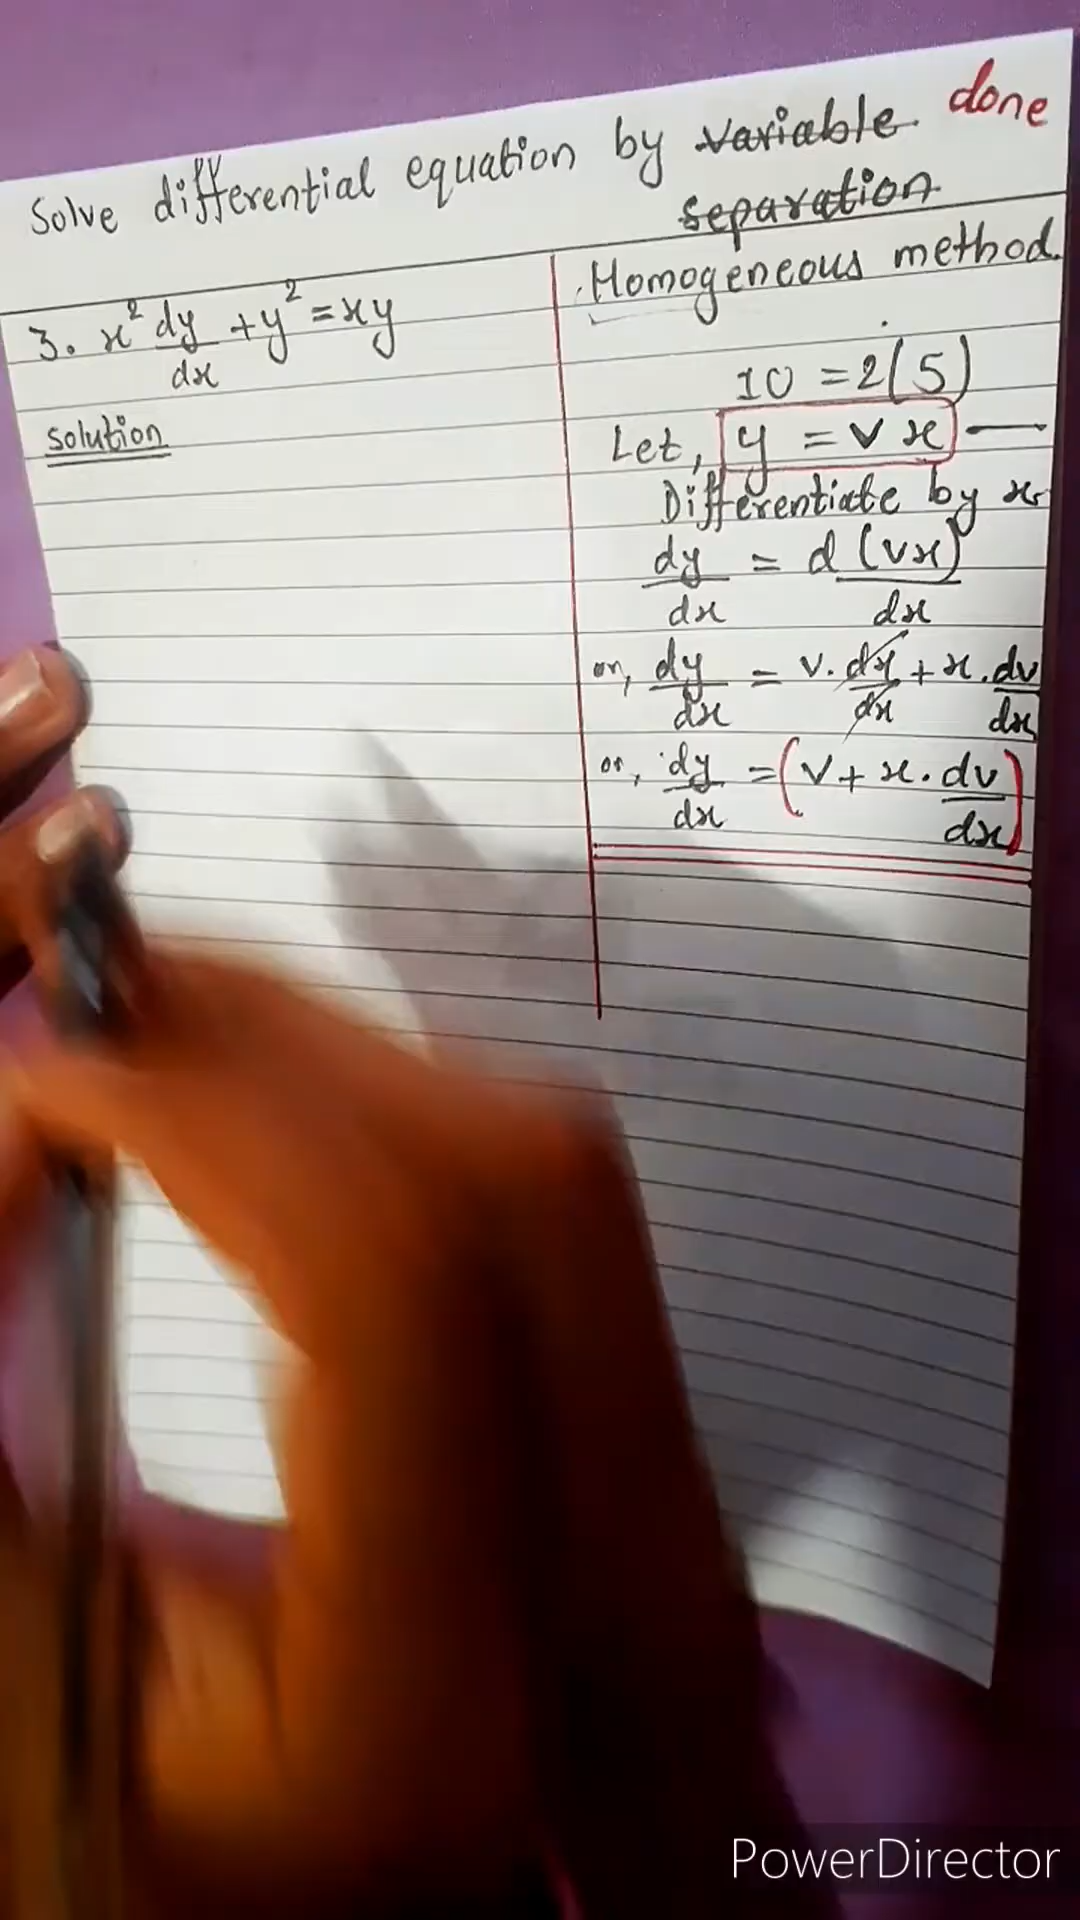 Solve differential equation by variable done
separation
Homogeneous method.
3. x² dy/dx + y² = xy
solution
10 = 2(5)
Let, y = v x —
Differentiate by x
dy/dx = d (vx)/dx
or, dy/dx = v. dx/dx + x. dv/dx
or, dy/dx = (v + x. dv/dx)
PowerDirector